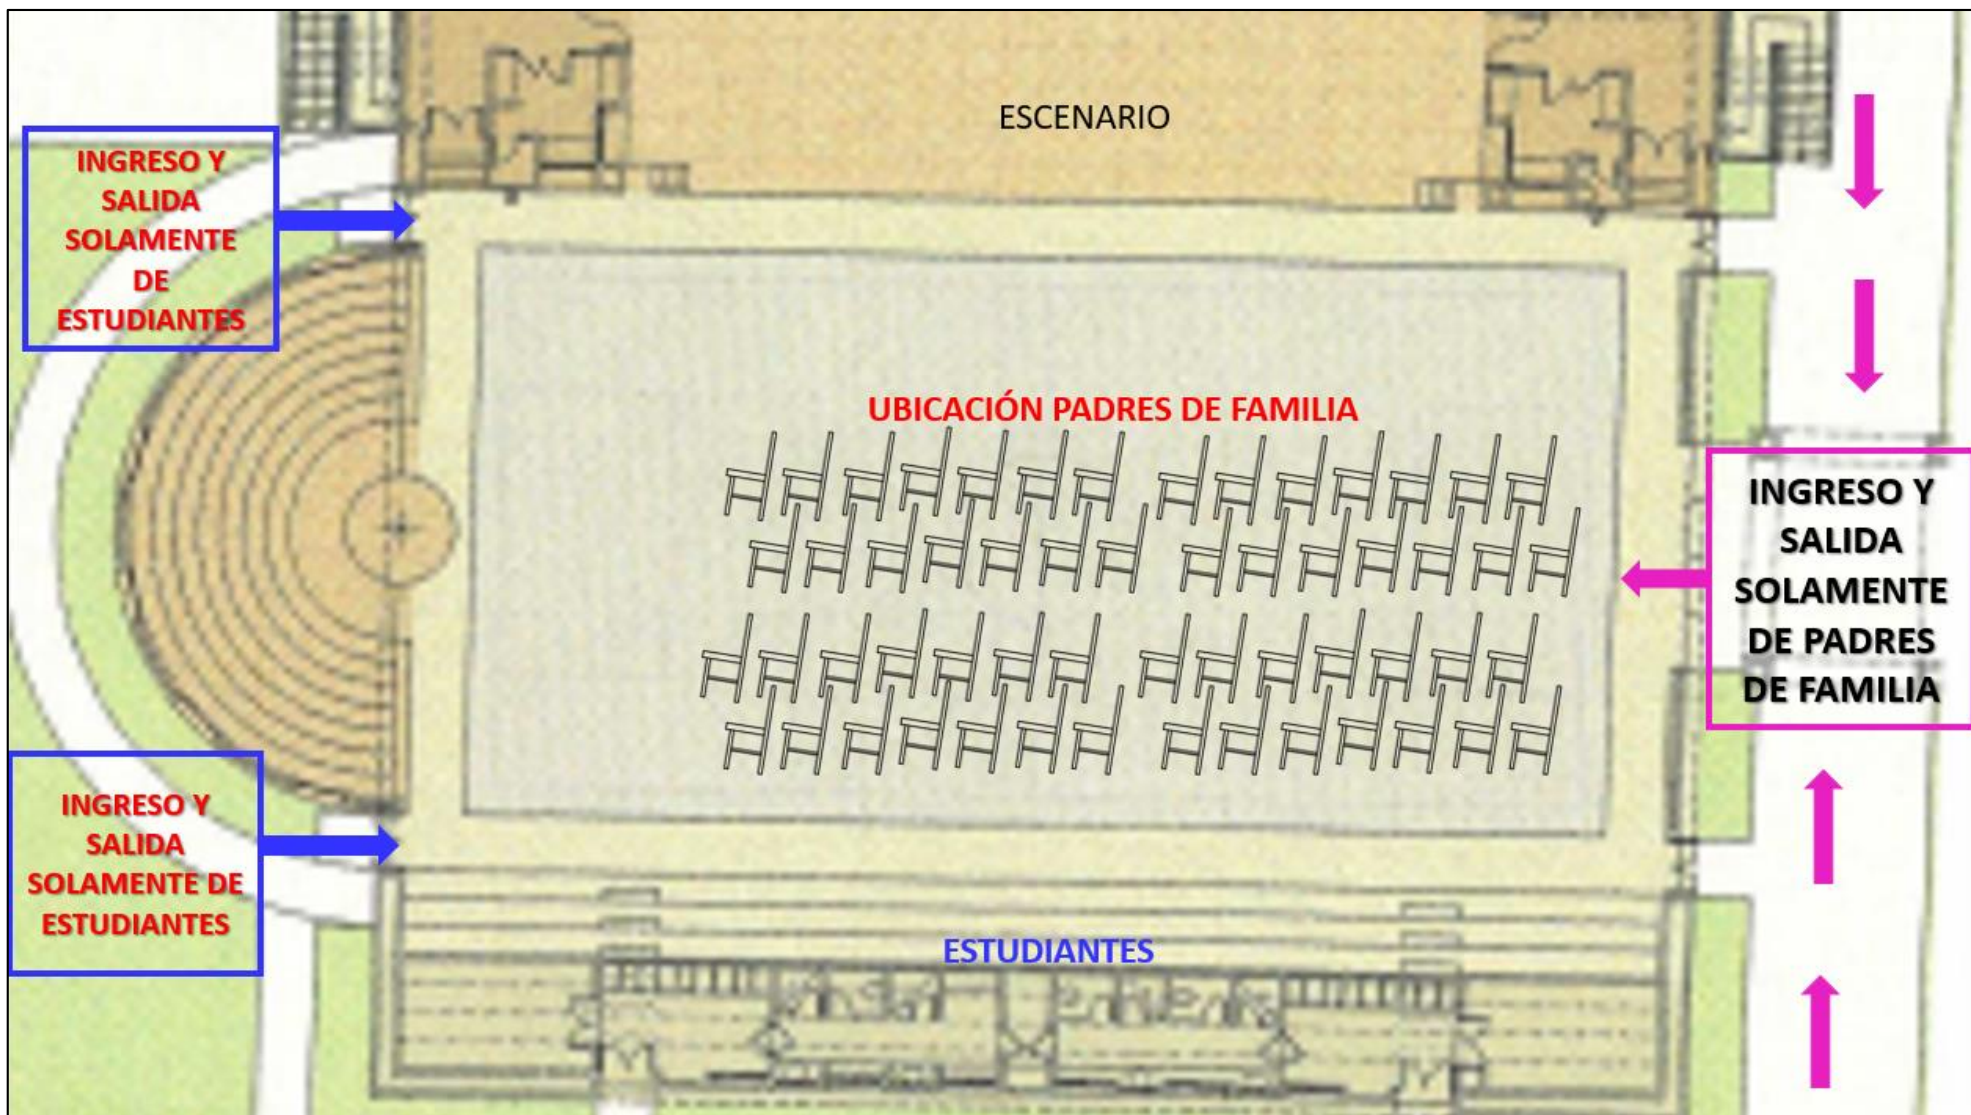 ESCENARIO
INGRESO Y
SALIDA
SOLAMENTE
DE
ESTUDIANTES
UBICACIÓN PADRES DE FAMILIA
INGRESO Y
SALIDA
SOLAMENTE
DE PADRES
DE FAMILIA
INGRESO Y
SALIDA
SOLAMENTE DE
ESTUDIANTES
ESTUDIANTES